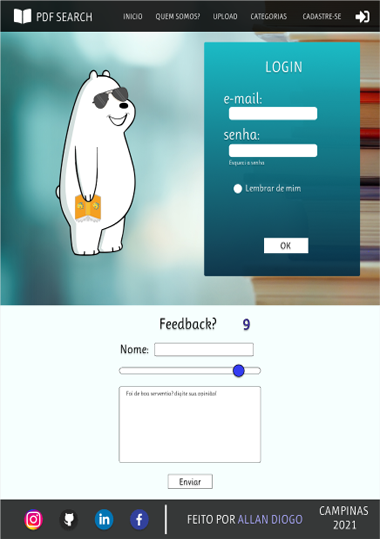 PDF SEARCH INICIO QUEM SOMOS? UPLOAD CATEGORIAS CADASTRE-SE
LOGIN
e-mail:
senha:
Esqueci a senha
Lembrar de mim
OK
Feedback? 9
Nome:
Foi de boa serventia? digite sua opinião!
Enviar
FEITO POR ALLAN DIOGO
CAMPINAS
2021